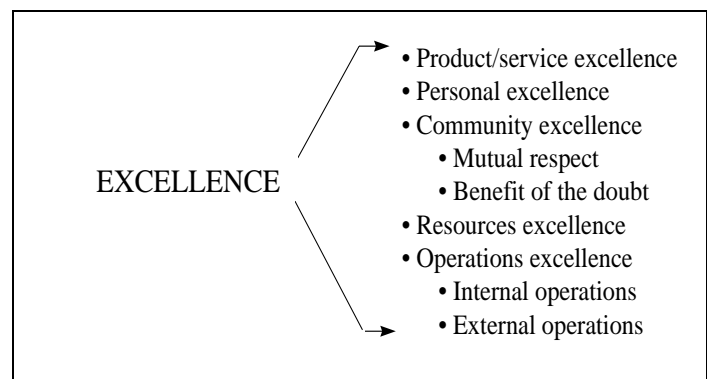 EXCELLENCE
• Product/service excellence
• Personal excellence
• Community excellence
• Mutual respect
• Benefit of the doubt
• Resources excellence
• Operations excellence
• Internal operations
• External operations